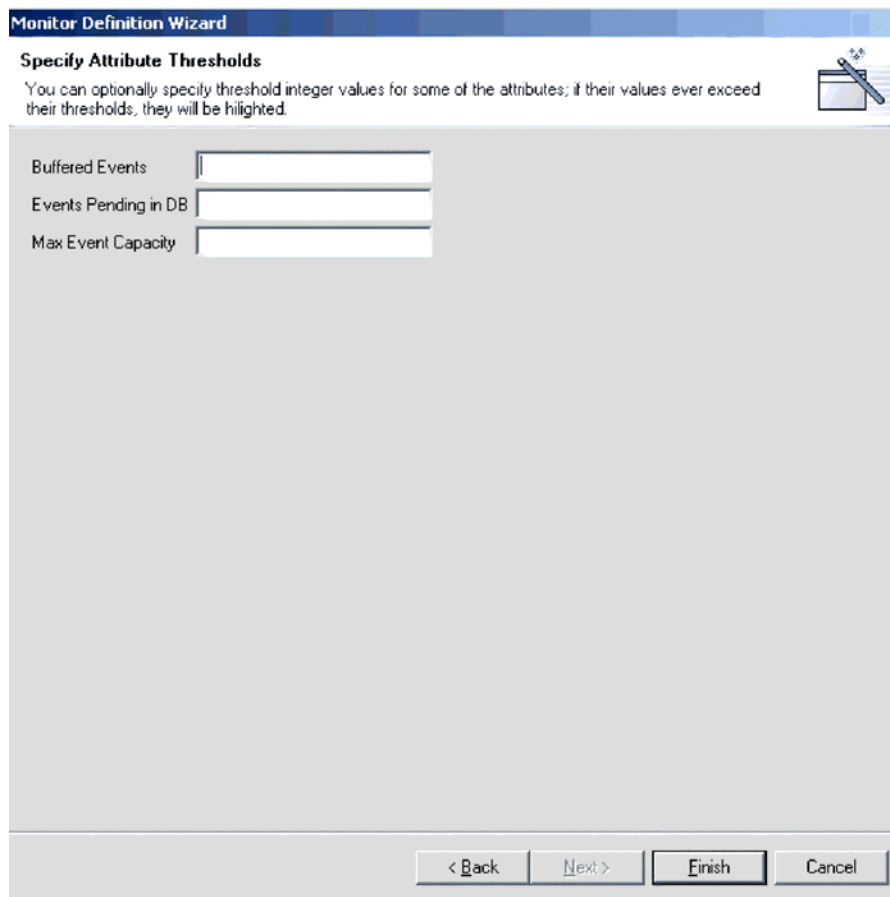 Monitor Definition Wizard
Specify Attribute Thresholds
You can optionally specify threshold integer values for some of the attributes; if their values ever exceed
their thresholds, they will be hilighted.
Buffered Events
Events Pending in DB
Max Event Capacity
< Back Next > Finish Cancel